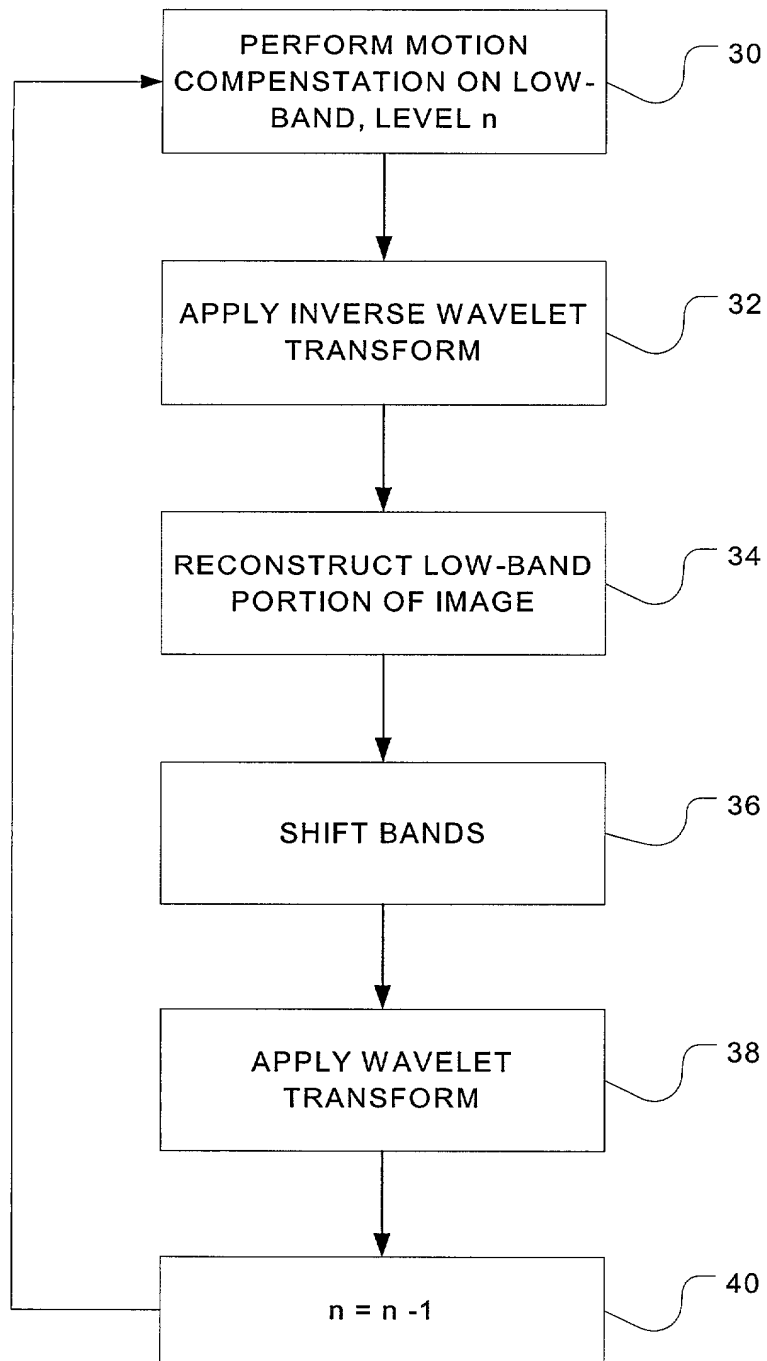 PERFORM MOTION
COMPENSTATION ON LOW-
BAND, LEVEL n
30
APPLY INVERSE WAVELET
TRANSFORM
32
RECONSTRUCT LOW-BAND
PORTION OF IMAGE
34
SHIFT BANDS
36
APPLY WAVELET
TRANSFORM
38
n = n -1
40